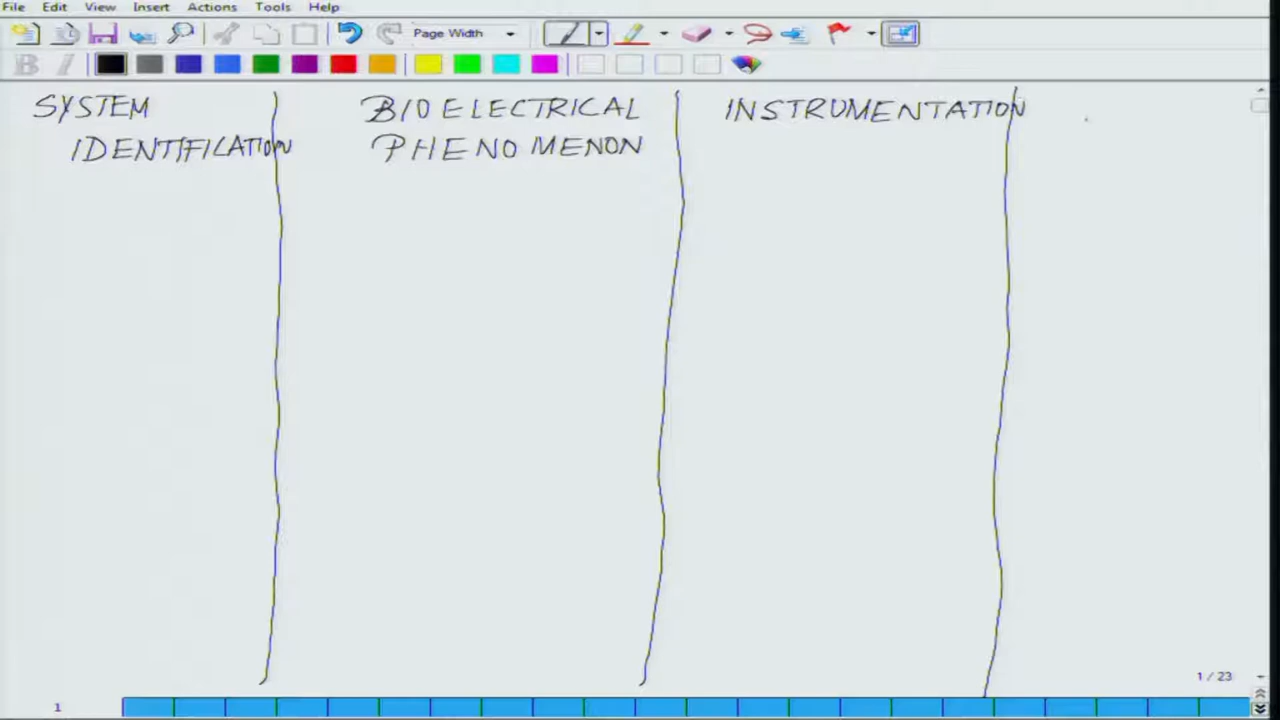 File Edit View Insert Actions Tools Help
Page Width
B I
SYSTEM
IDENTIFICATION
BIOELECTRICAL
PHENOMENON
INSTRUMENTATION
1 / 23
1